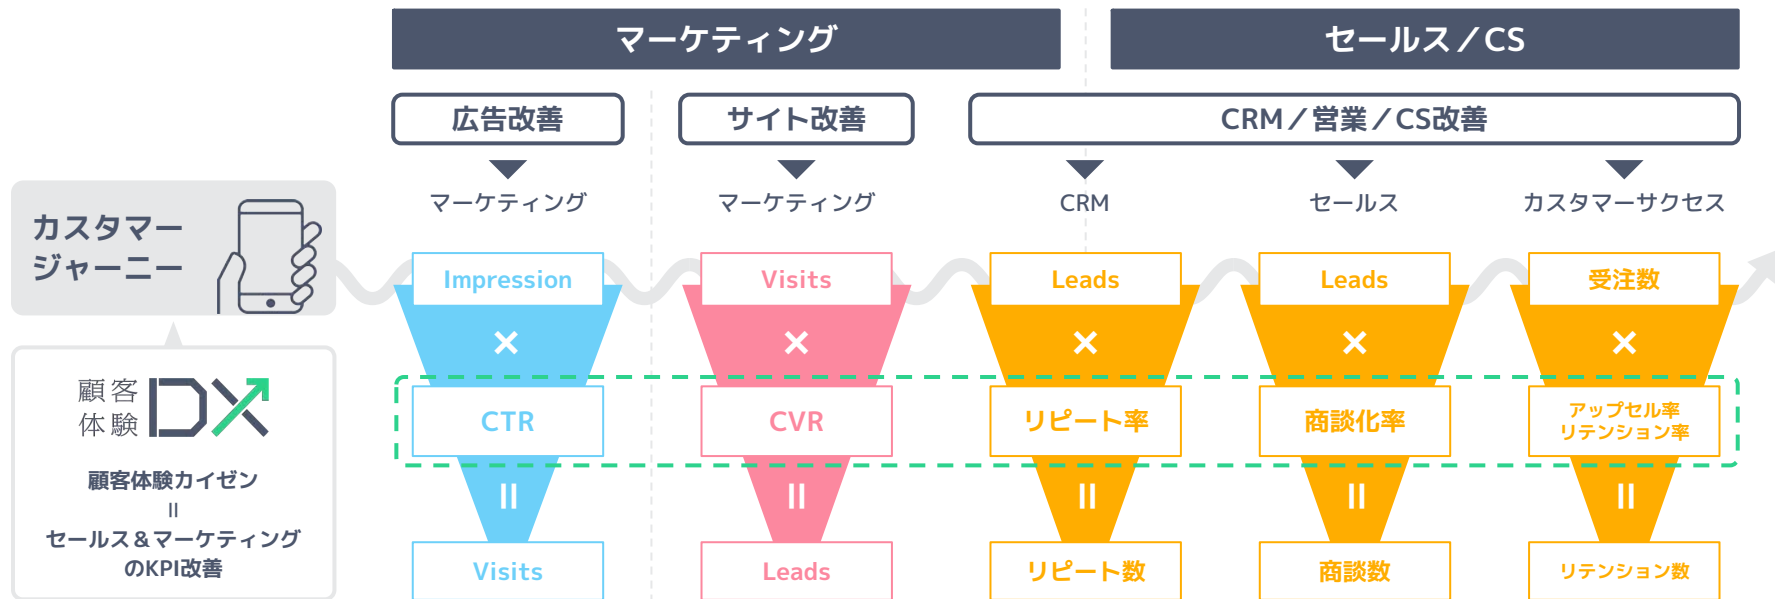 マーケティング
セールス／CS
広告改善
サイト改善
CRM／営業／CS改善
マーケティング
マーケティング
CRM
セールス
カスタマーサクセス
カスタマー
ジャーニー
Impression
Visits
Leads
Leads
受注数
×
×
×
×
×
顧客
体験
DX
CTR
CVR
リピート率
商談化率
アップセル率
リテンション率
顧客体験カイゼン
=
セールス＆マーケティング
のKPI改善
=
=
=
=
=
Visits
Leads
リピート数
商談数
リテンション数